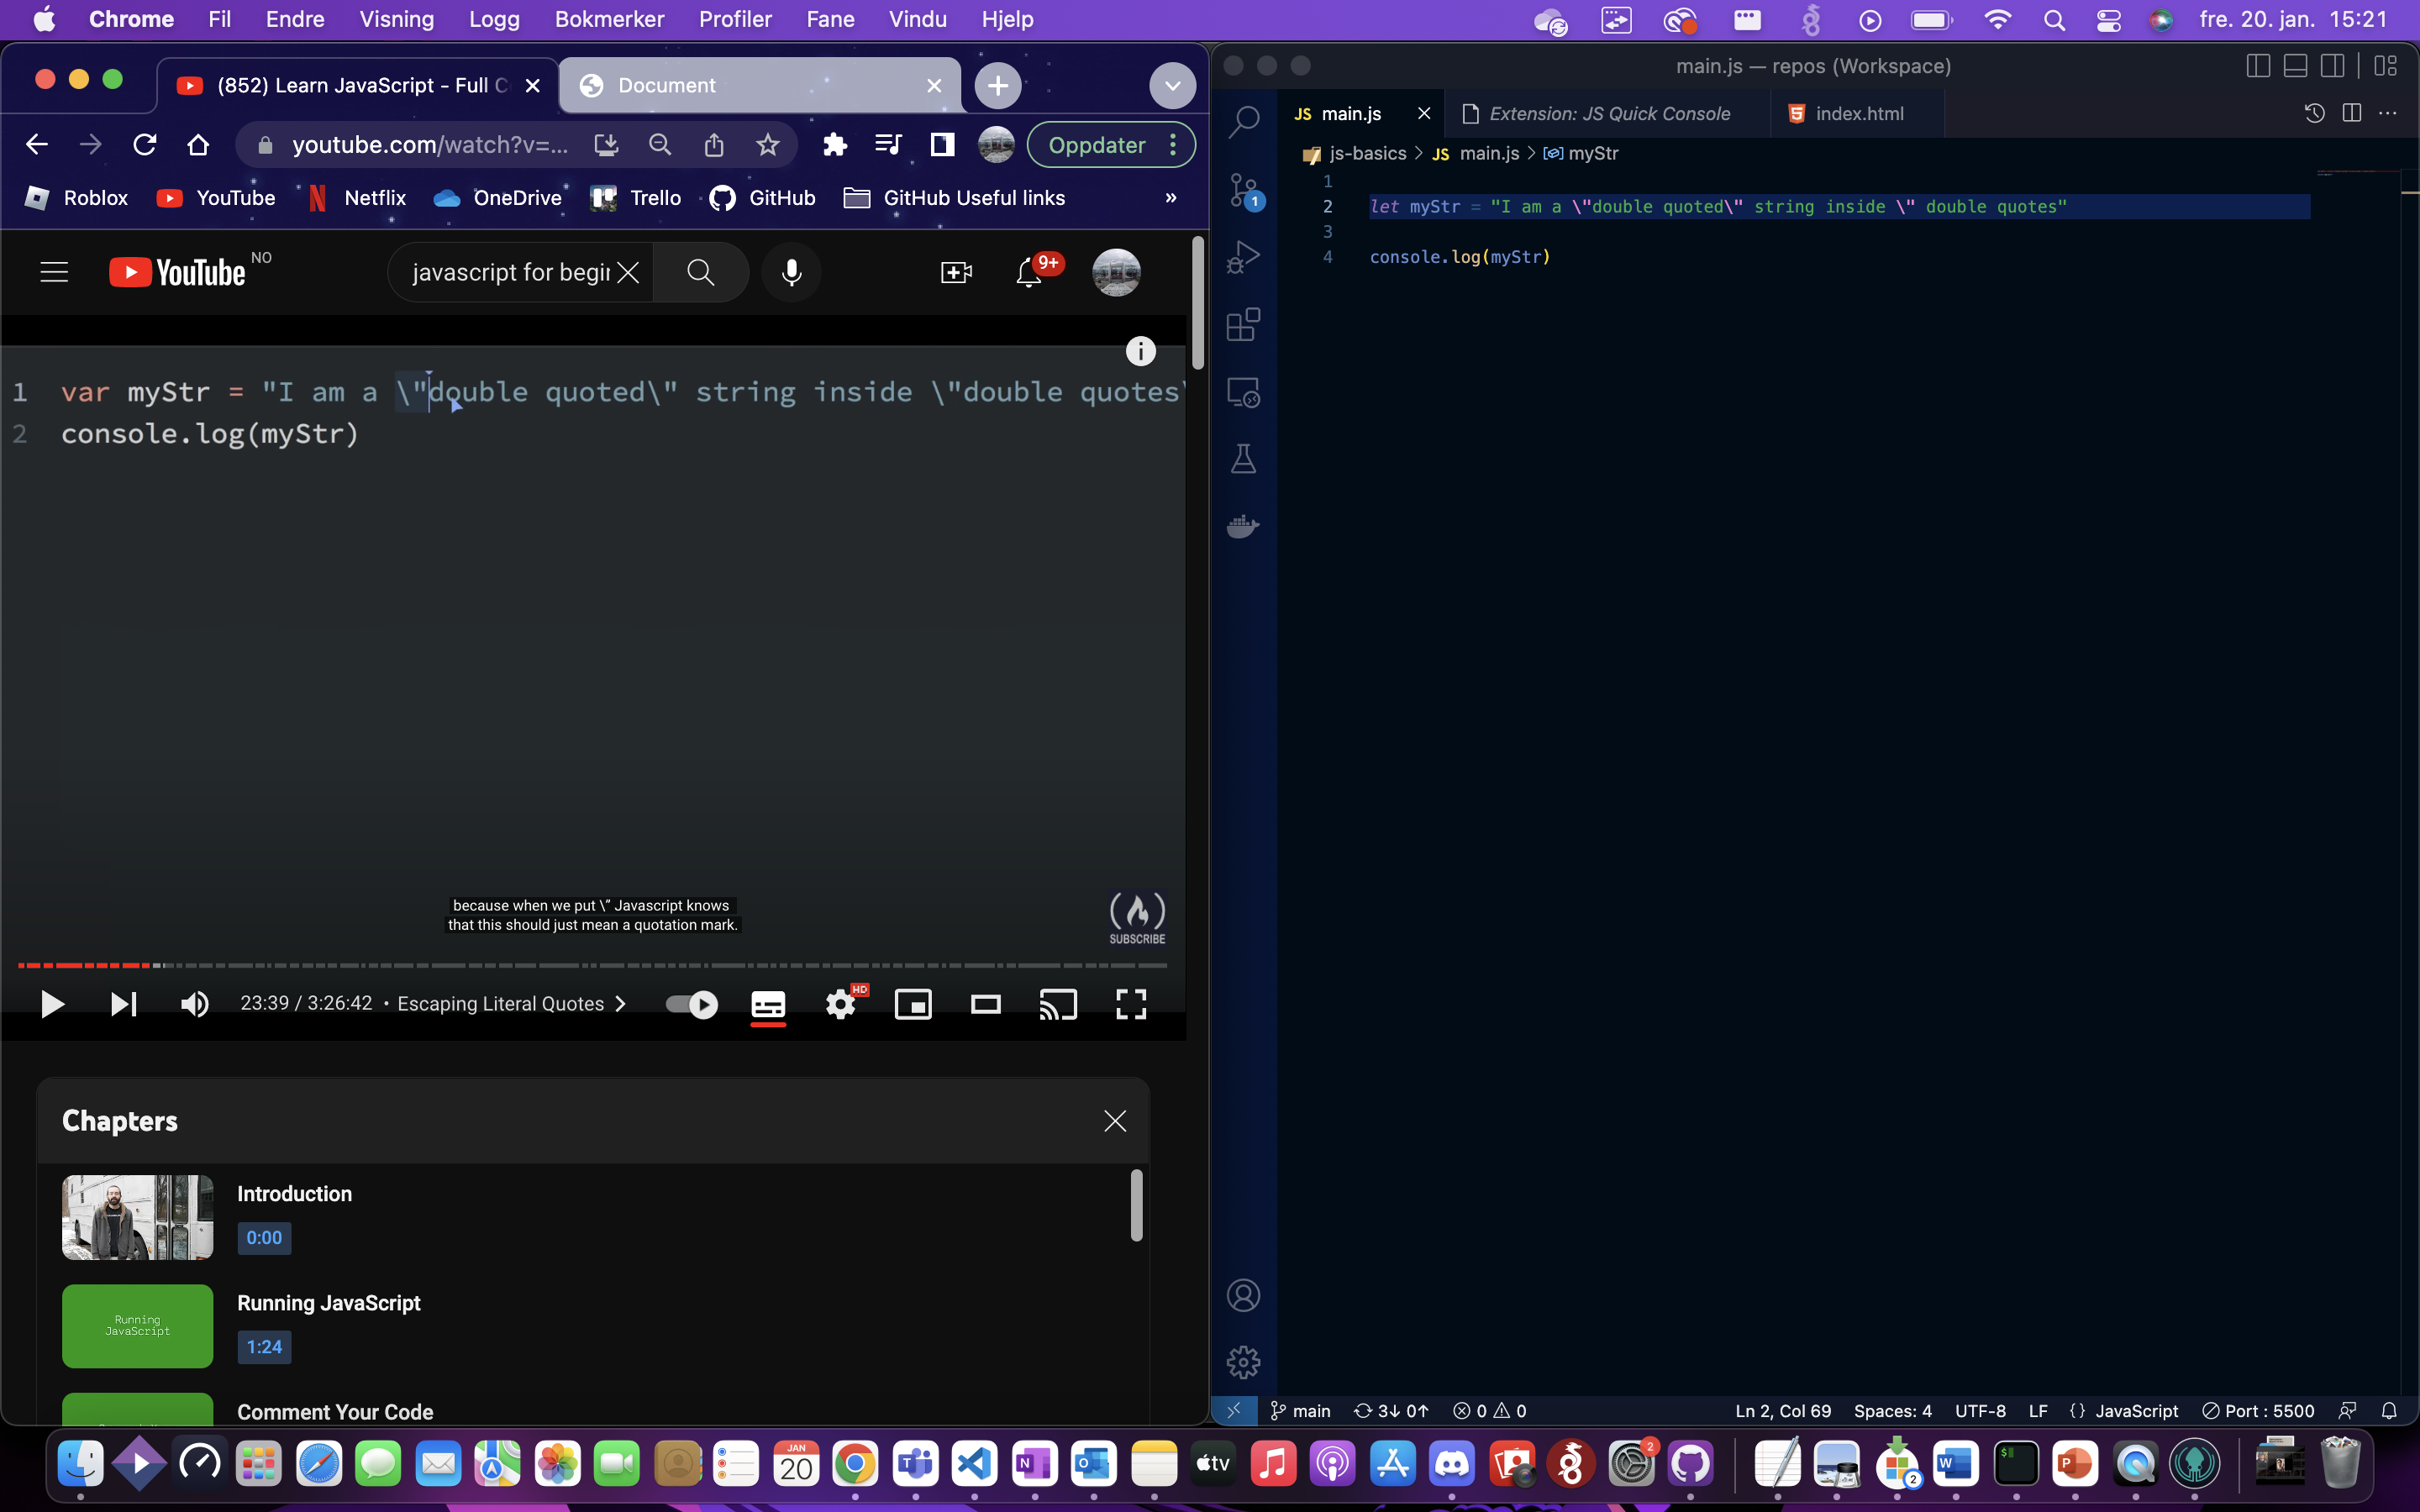 Chrome Fil Endre Visning Logg Bokmerker Profiler Fane Vindu Hjelp fre. 20. jan. 15:21
(852) Learn JavaScript - Full C
Document
youtube.com/watch?v=...
Oppdater
Roblox YouTube Netflix OneDrive Trello GitHub GitHub Useful links »
YouTube NO
javascript for begin
9+
1 var myStr = "I am a \"double quoted\" string inside \"double quotes\
2 console.log(myStr)
because when we put \” Javascript knows
that this should just mean a quotation mark.
SUBSCRIBE
23:39 / 3:26:42 • Escaping Literal Quotes
HD
Chapters
Introduction
0:00
Running
JavaScript
Running JavaScript
1:24
Comment Your Code
main.js — repos (Workspace)
JS main.js
Extension: JS Quick Console
index.html
js-basics > JS main.js > myStr
1
2 let myStr = "I am a \"double quoted\" string inside \" double quotes"
3
4 console.log(myStr)
1
main 3↓ 0↑ 0 0 Ln 2, Col 69 Spaces: 4 UTF-8 LF {} JavaScript Port : 5500
JAN
20
tv
2
2